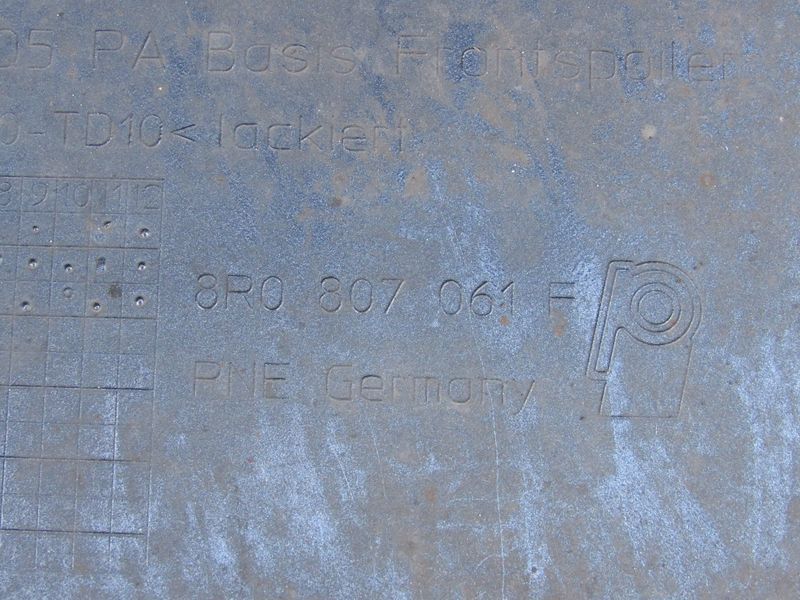 05 PA Basis Frontspoiler
0-TD10< lackiert
8 9 10 11 12
8R0 807 061 F
PNE Germany